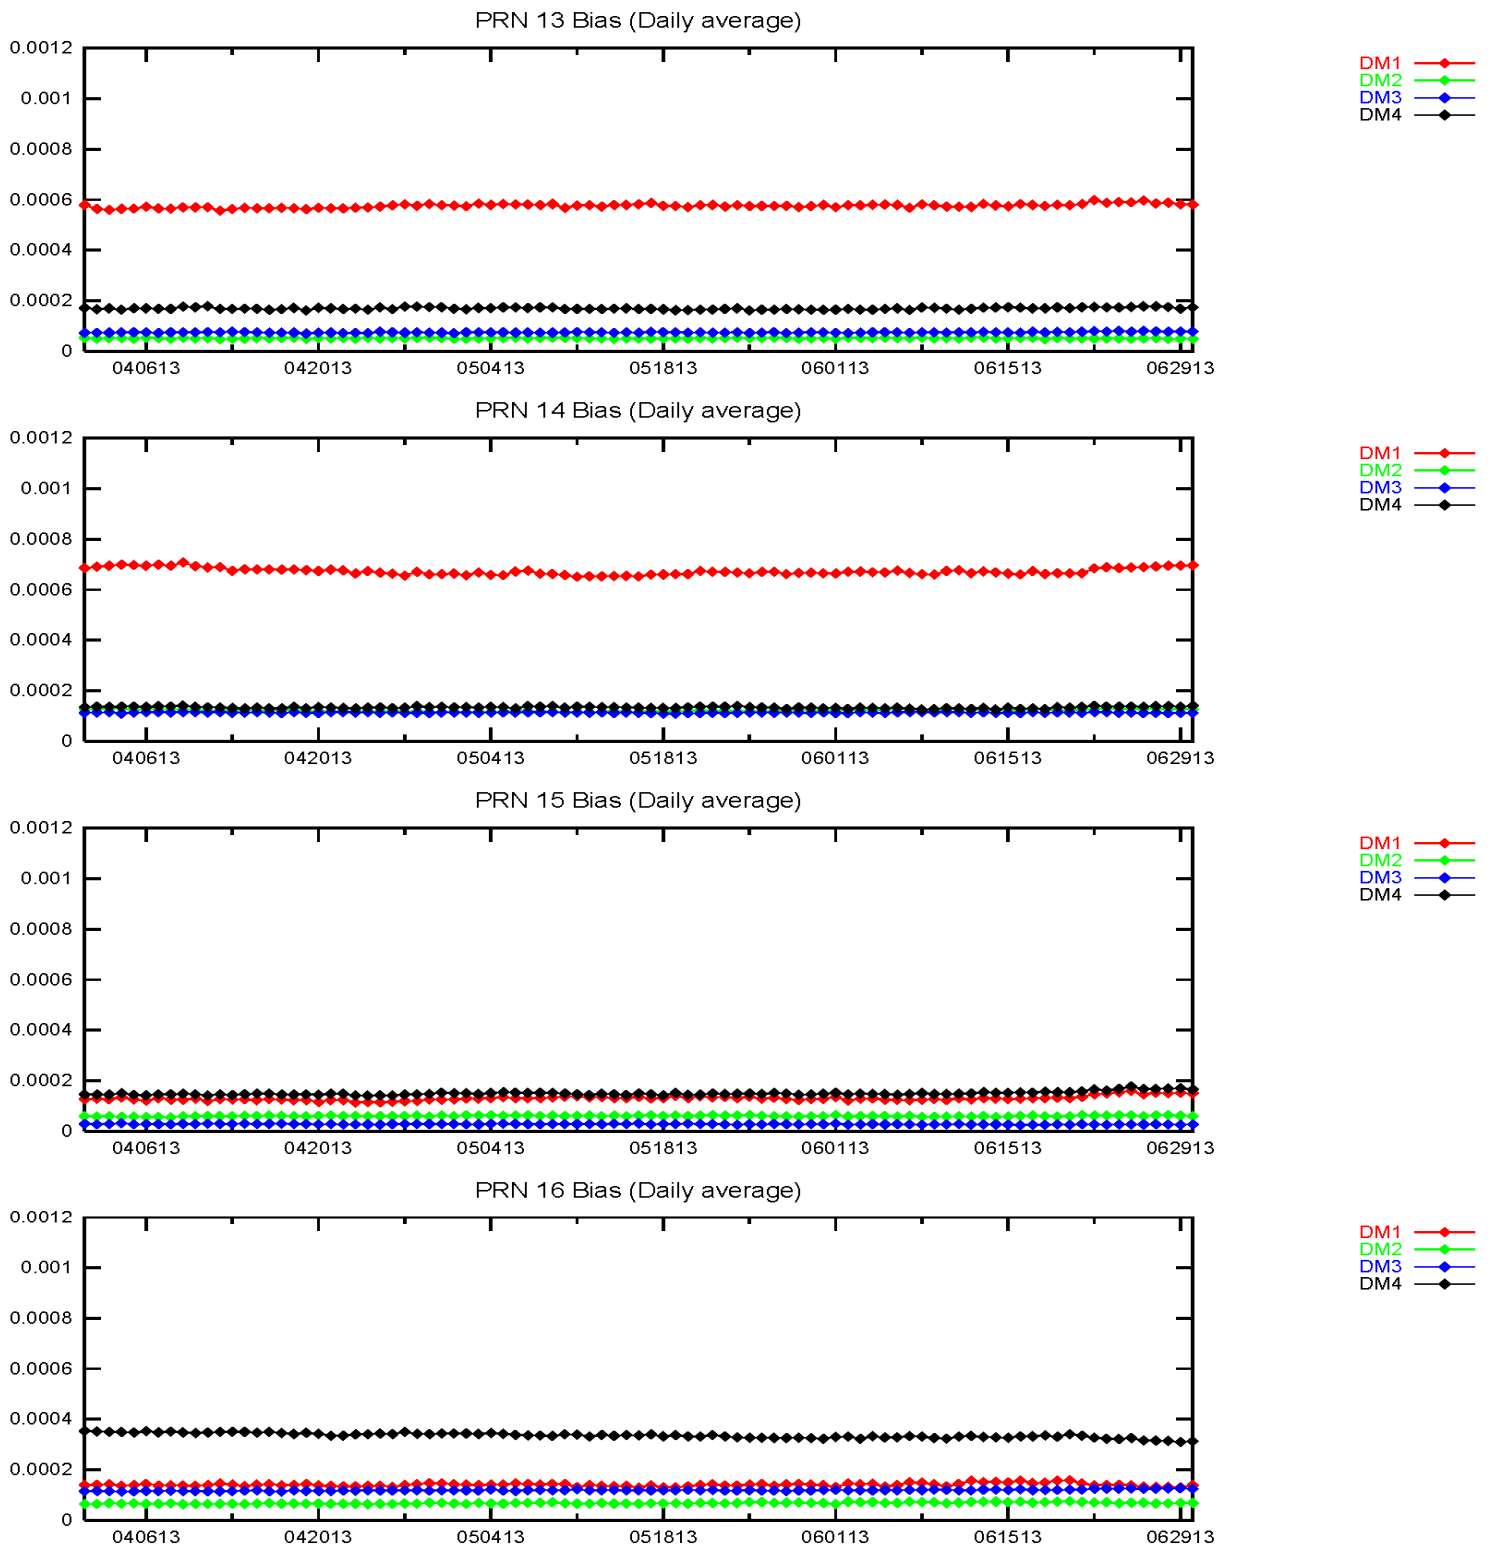 PRN 13 Bias (Daily average)
0.0012
0.001
0.0008
0.0006
0.0004
0.0002
0
040613 042013 050413 051813 060113 061513 062913
DM1
DM2
DM3
DM4
PRN 14 Bias (Daily average)
0.0012
0.001
0.0008
0.0006
0.0004
0.0002
0
040613 042013 050413 051813 060113 061513 062913
DM1
DM2
DM3
DM4
PRN 15 Bias (Daily average)
0.0012
0.001
0.0008
0.0006
0.0004
0.0002
0
040613 042013 050413 051813 060113 061513 062913
DM1
DM2
DM3
DM4
PRN 16 Bias (Daily average)
0.0012
0.001
0.0008
0.0006
0.0004
0.0002
0
040613 042013 050413 051813 060113 061513 062913
DM1
DM2
DM3
DM4